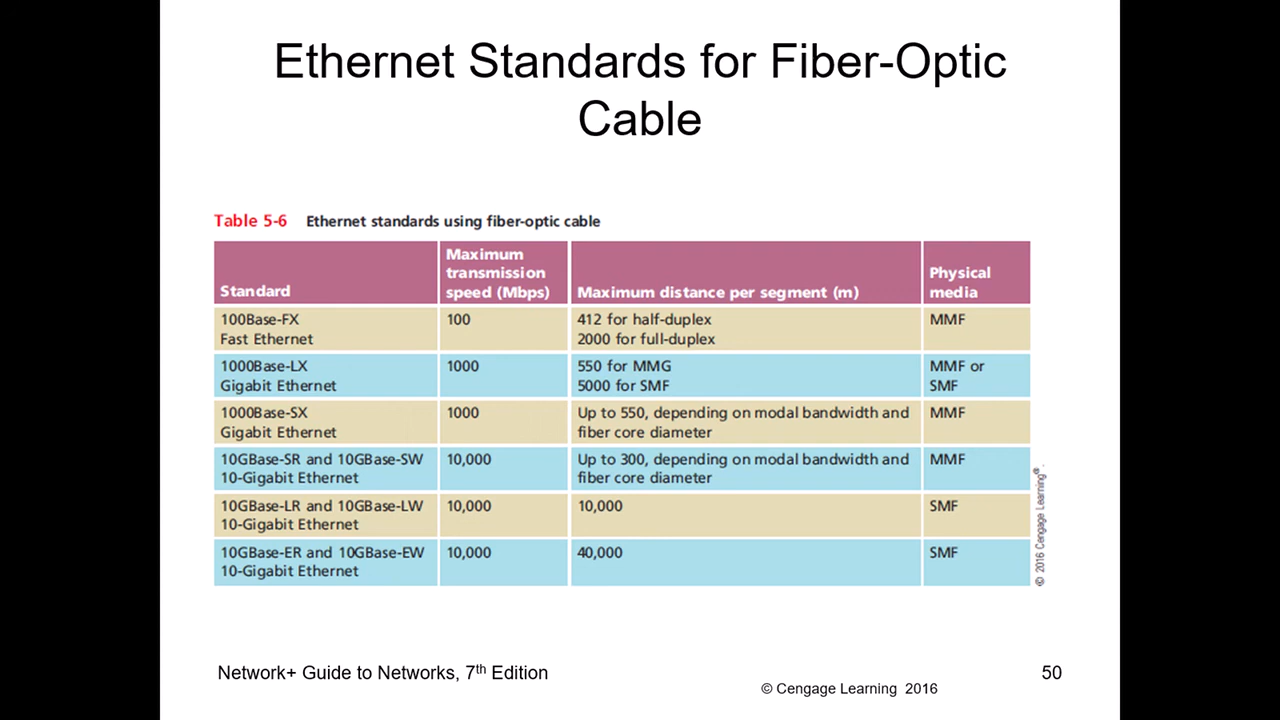 Ethernet Standards for Fiber-Optic
Cable
Table 5-6 Ethernet standards using fiber-optic cable
Standard
Maximum
transmission
speed (Mbps)
Maximum distance per segment (m)
Physical
media
100Base-FX
Fast Ethernet
100
412 for half-duplex
2000 for full-duplex
MMF
1000Base-LX
Gigabit Ethernet
1000
550 for MMG
5000 for SMF
MMF or
SMF
1000Base-SX
Gigabit Ethernet
1000
Up to 550, depending on modal bandwidth and
fiber core diameter
MMF
10GBase-SR and 10GBase-SW
10-Gigabit Ethernet
10,000
Up to 300, depending on modal bandwidth and
fiber core diameter
MMF
10GBase-LR and 10GBase-LW
10-Gigabit Ethernet
10,000
10,000
SMF
10GBase-ER and 10GBase-EW
10-Gigabit Ethernet
10,000
40,000
SMF
© 2016 Cengage Learning®.
Network+ Guide to Networks, 7th Edition
© Cengage Learning 2016
50